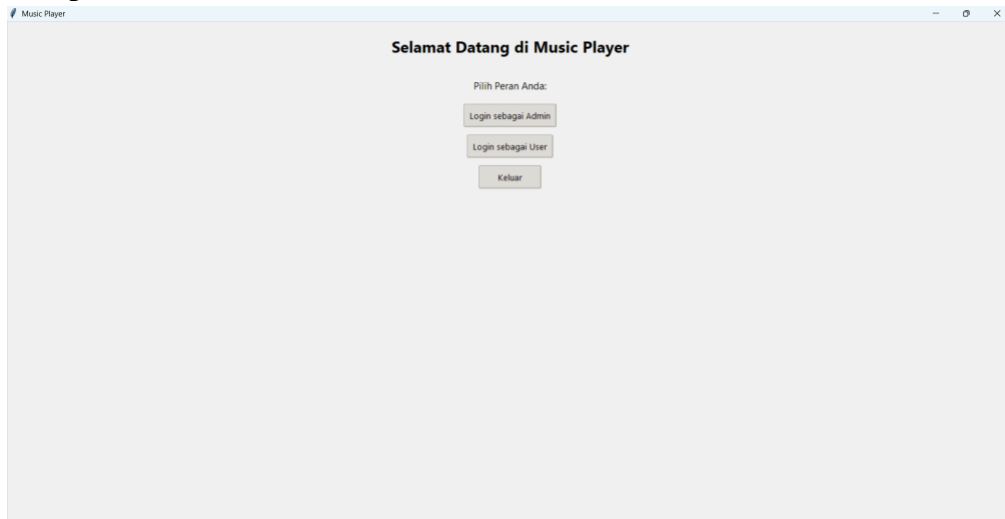 Music Player
Selamat Datang di Music Player
Pilih Peran Anda:
Login sebagai Admin
Login sebagai User
Keluar